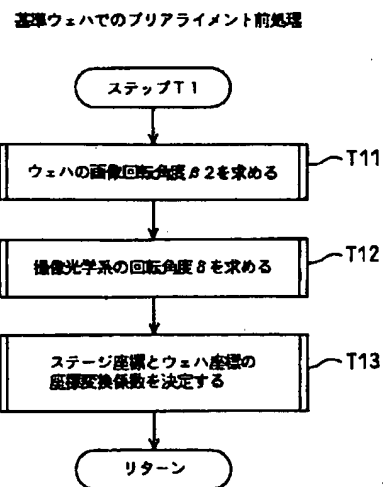 基準ウェハでのプリアライメント前処理
ステップT1
ウェハの画像回転角度β2を求める
T11
撮像光学系の回転角度δを求める
T12
ステージ座標とウェハ座標の
座標変換係数を決定する
T13
リターン